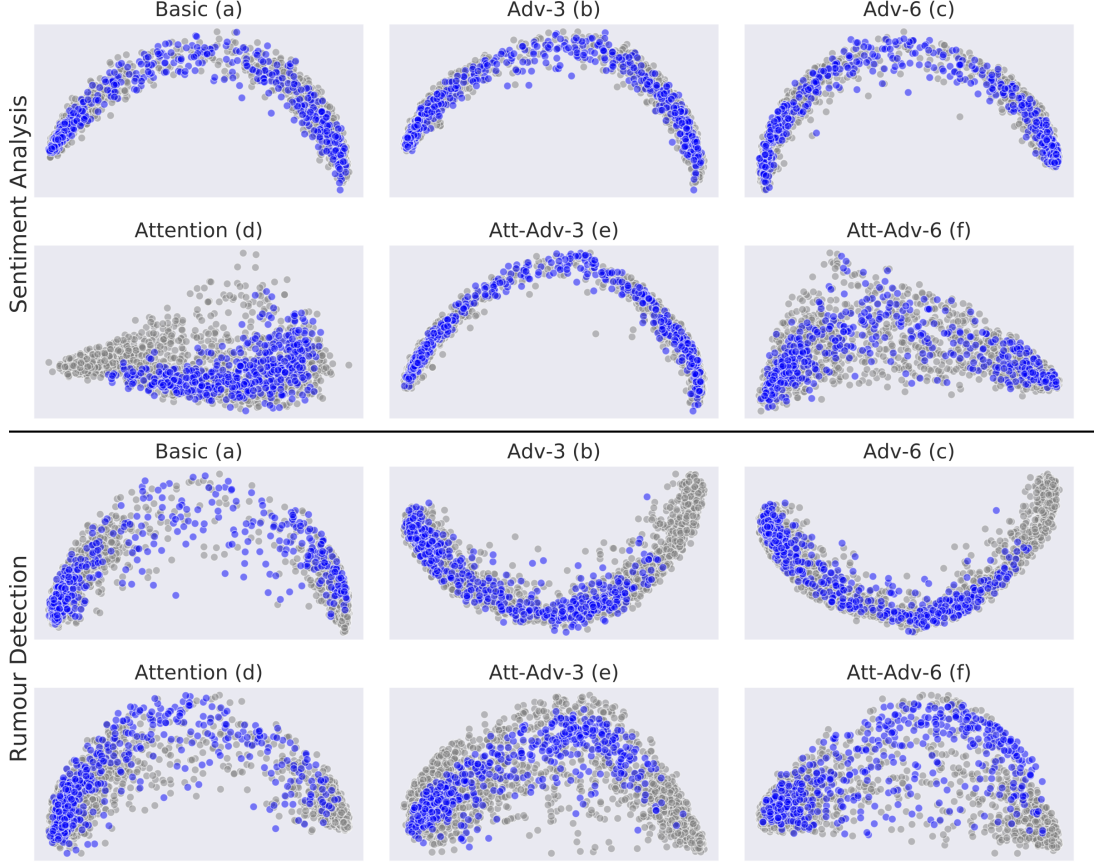 Basic (a)
Adv-3 (b)
Adv-6 (c)
Sentiment Analysis
Attention (d)
Att-Adv-3 (e)
Att-Adv-6 (f)
Basic (a)
Adv-3 (b)
Adv-6 (c)
Rumour Detection
Attention (d)
Att-Adv-3 (e)
Att-Adv-6 (f)